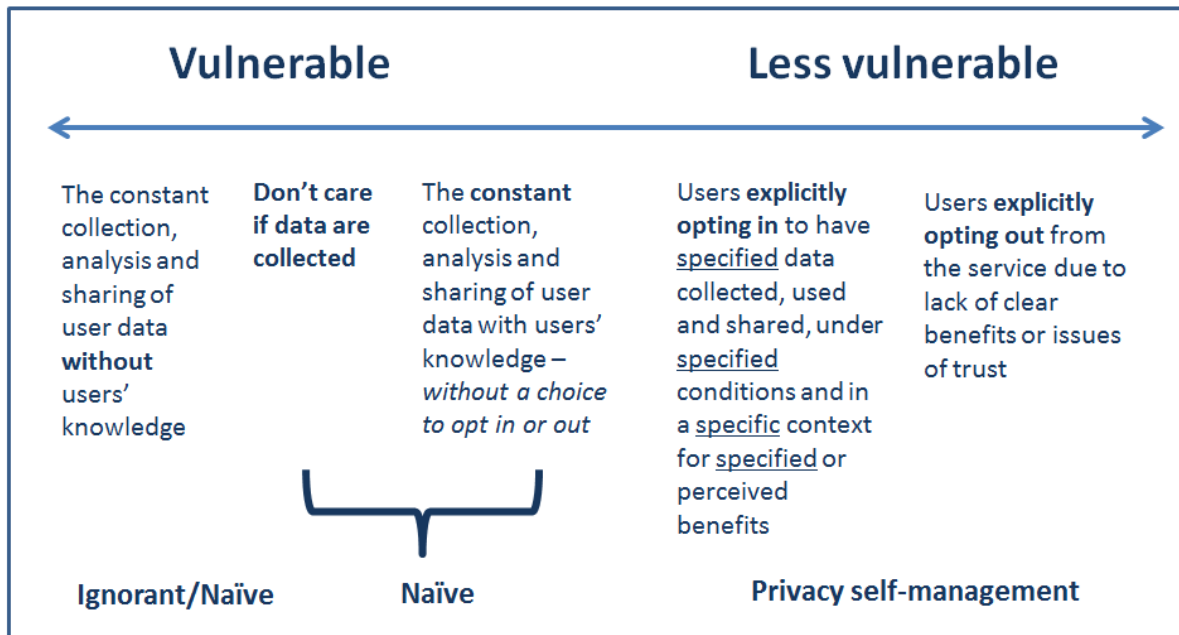 Vulnerable
Less vulnerable
The constant
collection,
analysis and
sharing of
user data
without
users’
knowledge
Don’t care
if data are
collected
The constant
collection,
analysis and
sharing of user
data with users’
knowledge –
without a choice
to opt in or out
Users explicitly
opting in to have
specified data
collected, used
and shared, under
specified
conditions and in
a specific context
for specified or
perceived
benefits
Users explicitly
opting out from
the service due to
lack of clear
benefits or issues
of trust
Ignorant/Naïve
Naïve
Privacy self-management